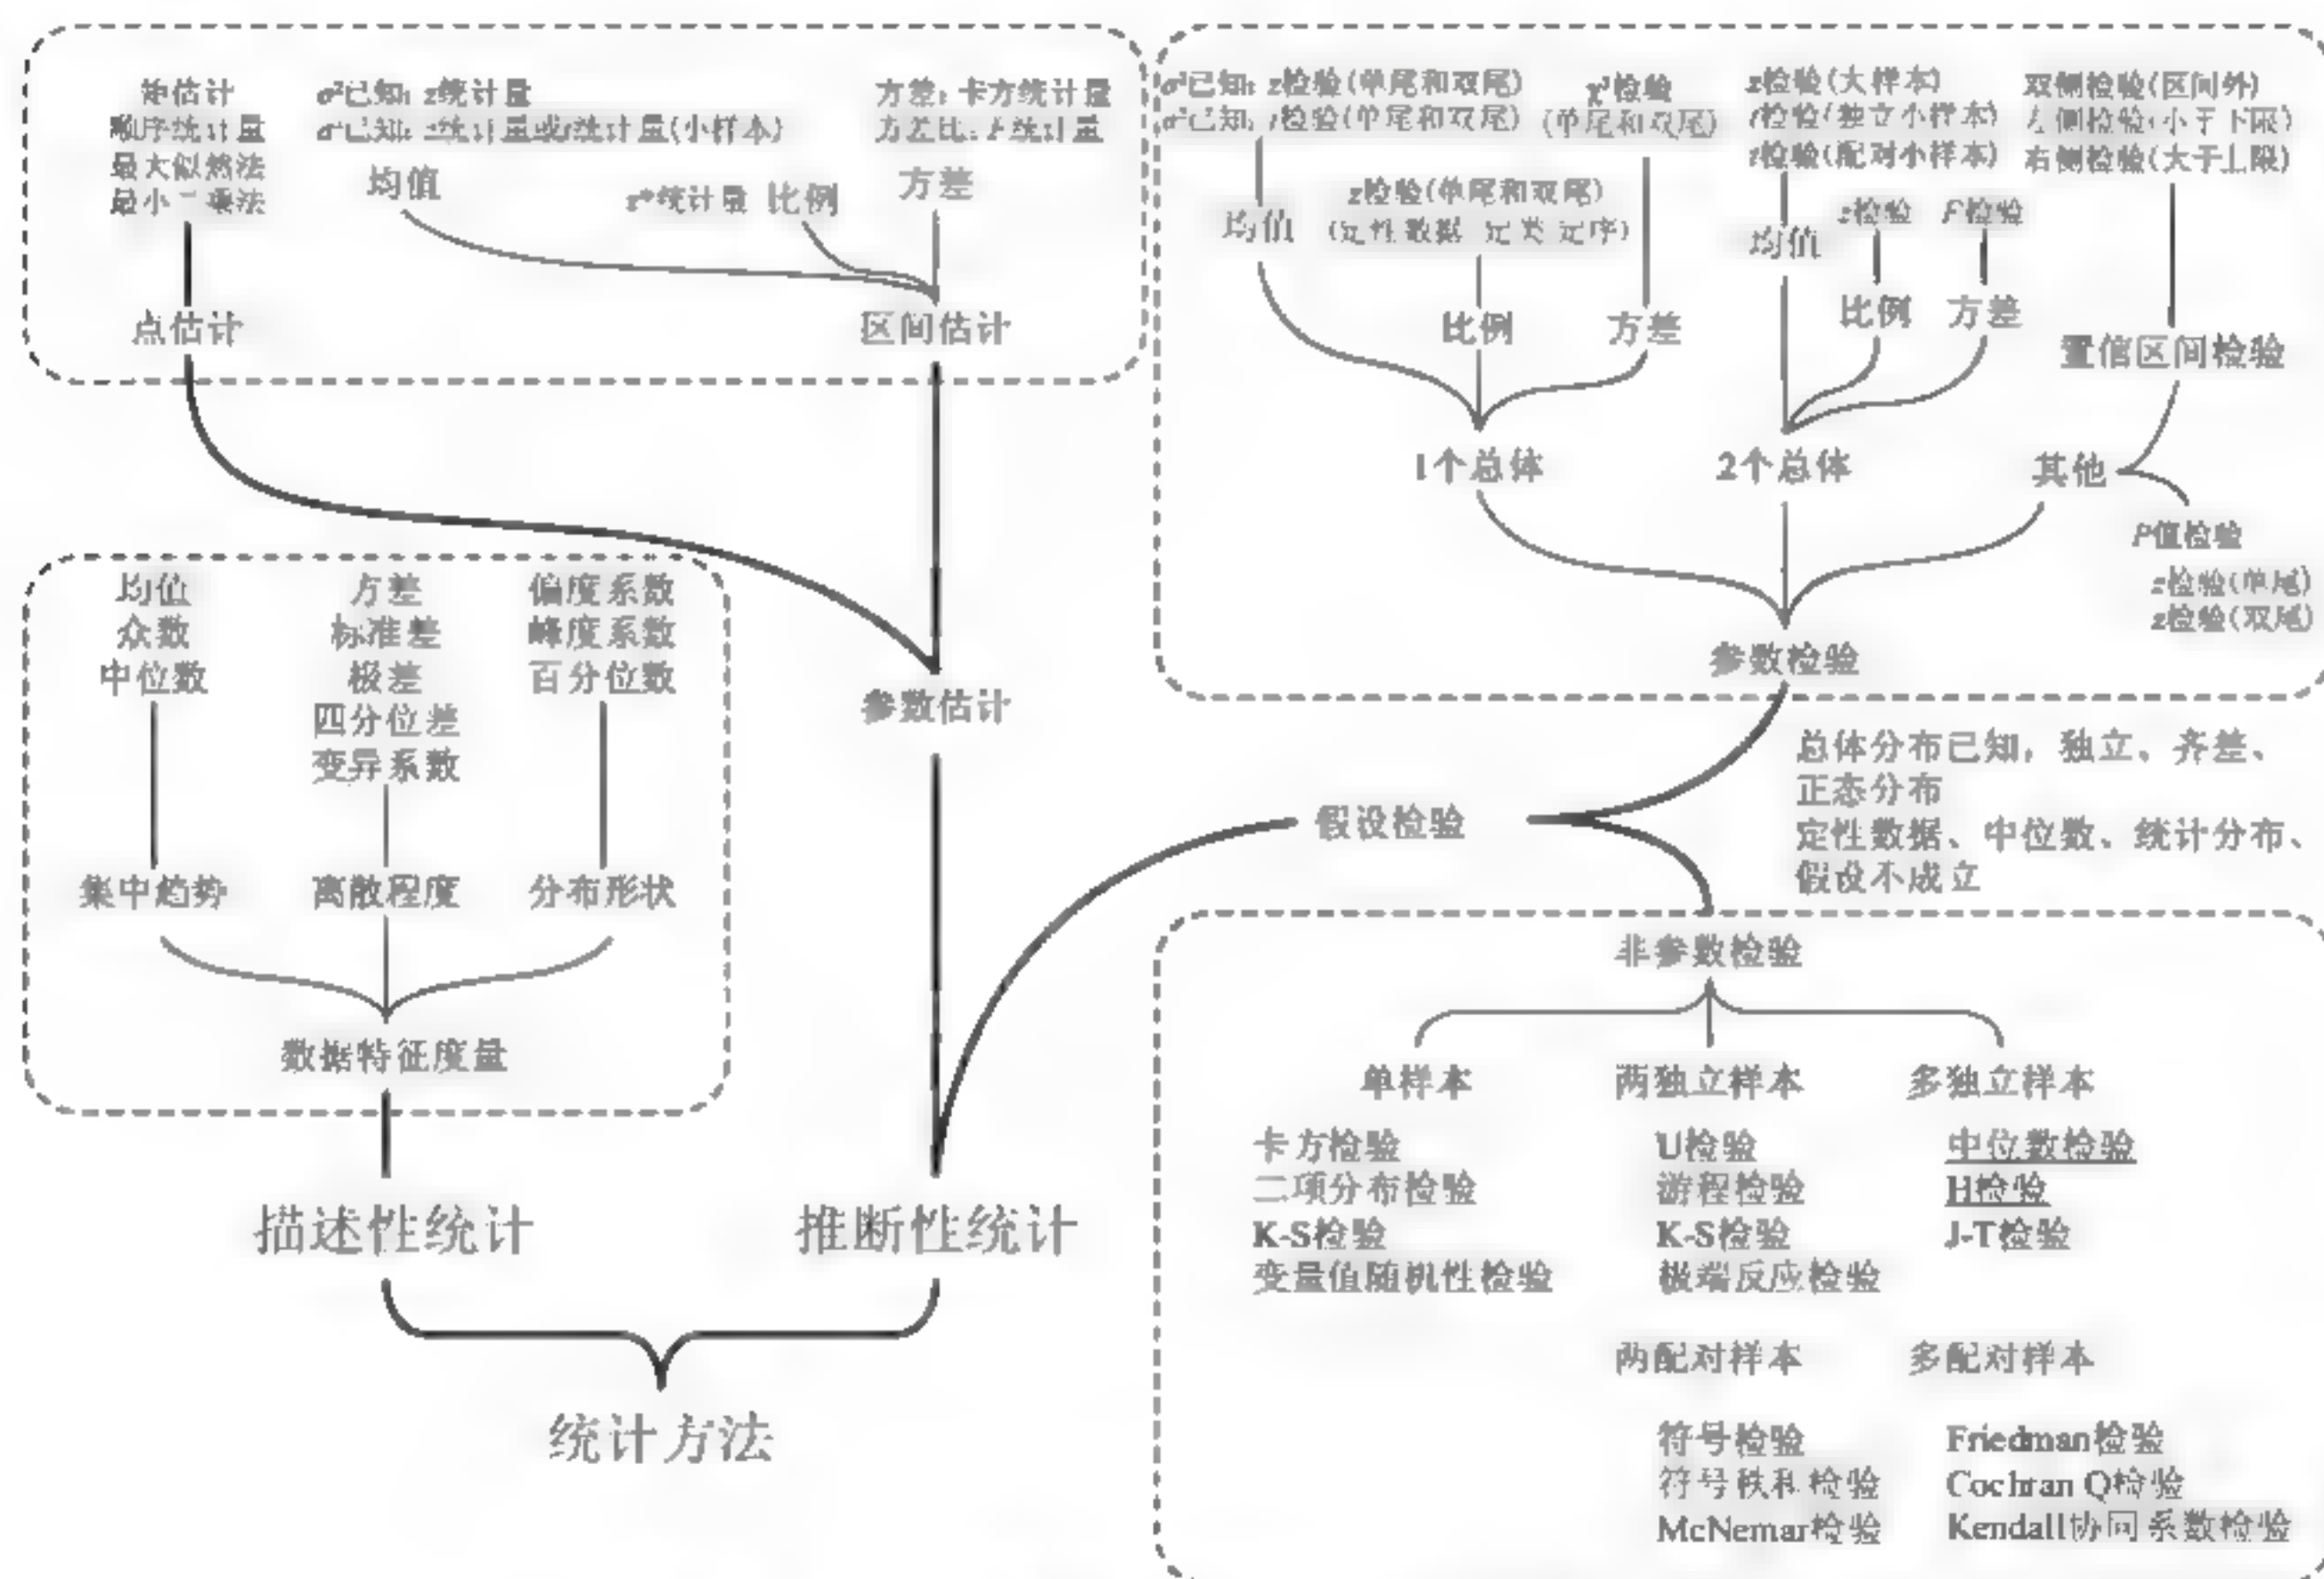 矩估计
顺序统计量
最大似然法
最小二乘法
点估计
σ²已知：z统计量
σ²已知：z统计量或t统计量(小样本)
均值
统计量
比例
方差：卡方统计量
方差比：F统计量
方差
区间估计
σ²已知：z检验(单尾和双尾)
σ²已知：t检验(单尾和双尾)
均值
z检验(单尾和双尾)
(定性数据 定类 定序)
比例
χ²检验
(单尾和双尾)
方差
1个总体
z检验(大样本)
t检验(独立小样本)
t检验(配对小样本)
均值
z检验
比例
F检验
方差
2个总体
双侧检验(区间外)
左侧检验(小于下限)
右侧检验(大于上限)
置信区间检验
其他
P值检验
z检验(单尾)
z检验(双尾)
参数检验
均值
众数
中位数
集中趋势
方差
标准差
极差
四分位差
变异系数
离散程度
偏度系数
峰度系数
百分位数
分布形状
数据特征度量
参数估计
假设检验
总体分布已知，独立、齐差、
正态分布
定性数据、中位数、统计分布、
假设不成立
非参数检验
单样本
卡方检验
二项分布检验
K-S检验
变量值随机性检验
两独立样本
U检验
游程检验
K-S检验
极端反应检验
多独立样本
中位数检验
H检验
J-T检验
两配对样本
符号检验
符号秩和检验
McNemar检验
多配对样本
Friedman检验
Cochran Q检验
Kendall协同系数检验
描述性统计
推断性统计
统计方法